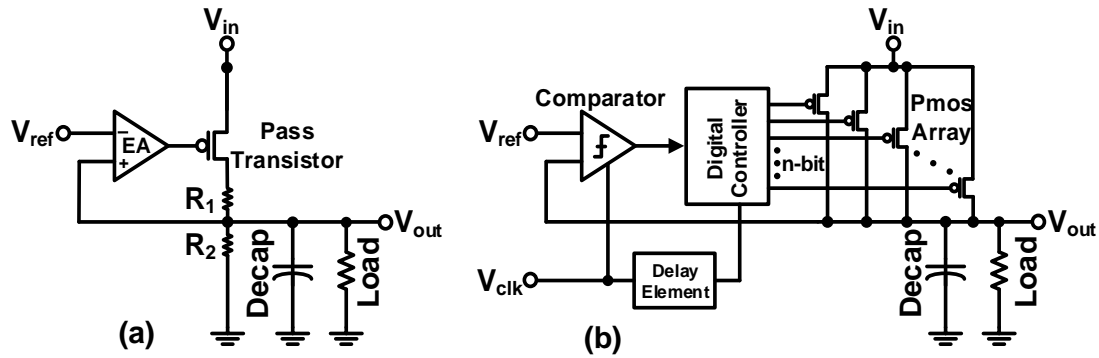 Vin
Vref
EA
−
+
Pass
Transistor
R1
R2
Vout
Decap
Load
(a)
Vin
Comparator
Vref
Digital
Controller
Pmos
Array
n-bit
Vout
Vclk
Delay
Element
Decap
Load
(b)